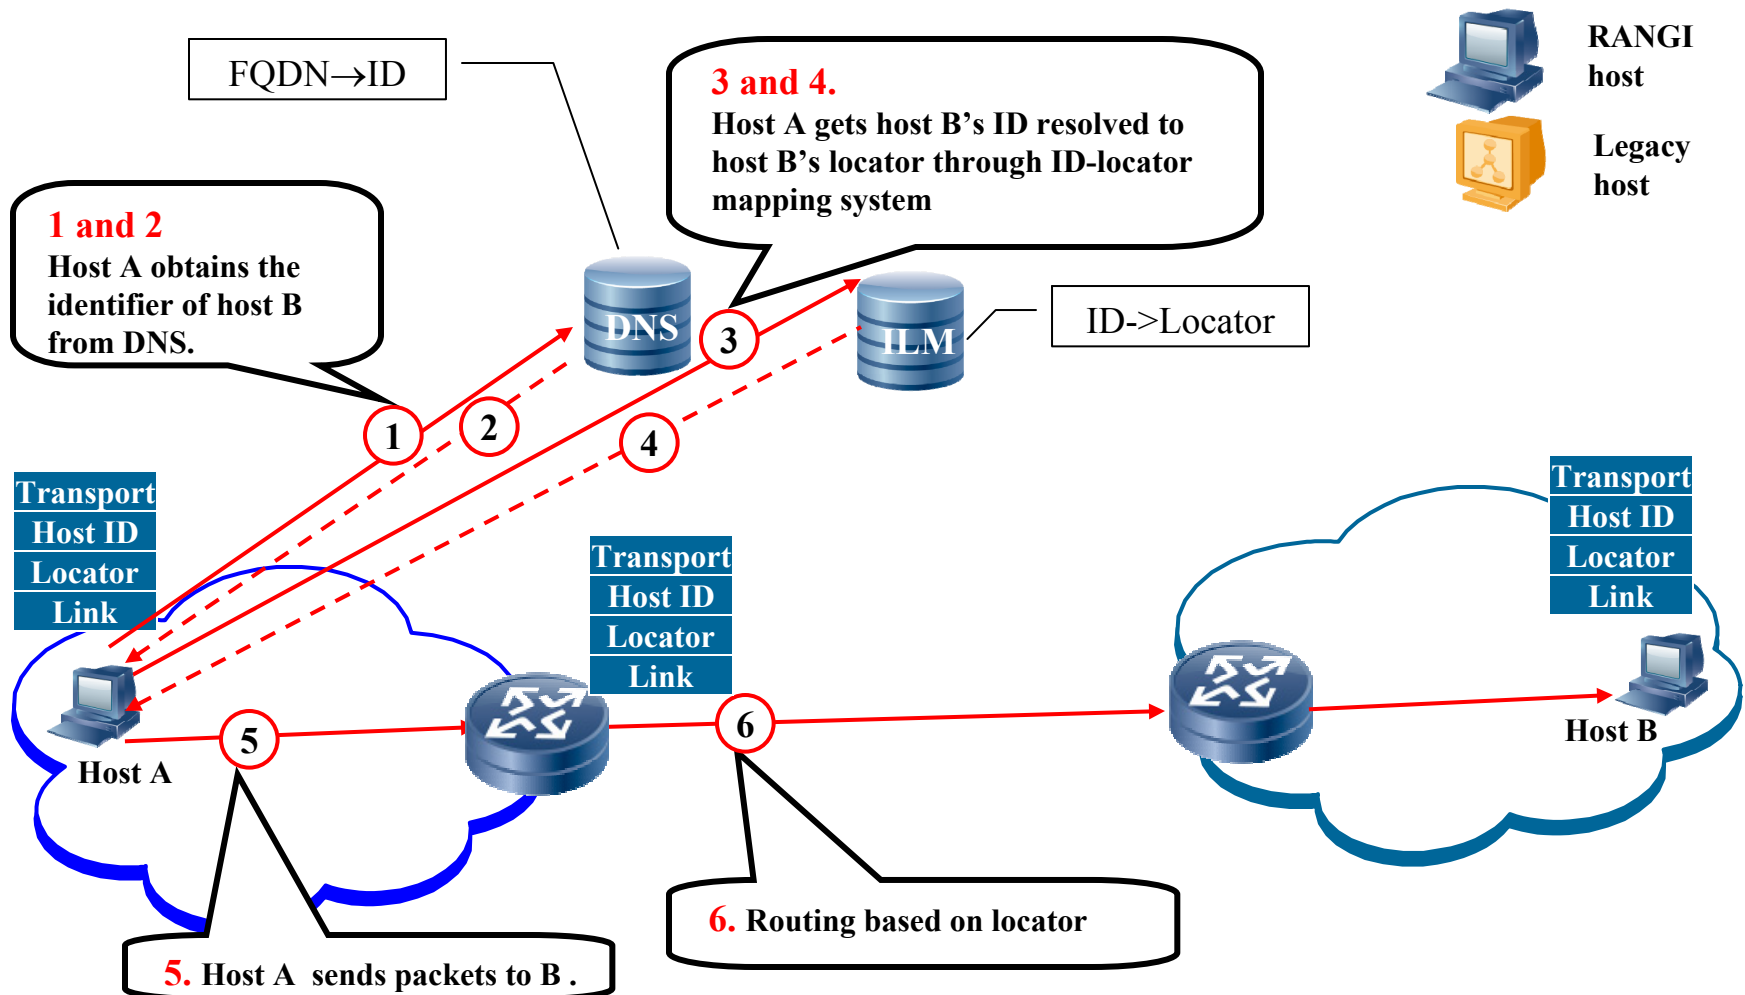 FQDN→ID
3 and 4.
Host A gets host B’s ID resolved to
host B’s locator through ID-locator
mapping system
RANGI
host
Legacy
host
1 and 2
Host A obtains the
identifier of host B
from DNS.
DNS
ILM
ID->Locator
1
2
3
4
Transport
Host ID
Locator
Link
Transport
Host ID
Locator
Link
Transport
Host ID
Locator
Link
Host A
5
6
Host B
5. Host A  sends packets to B .
6. Routing based on locator